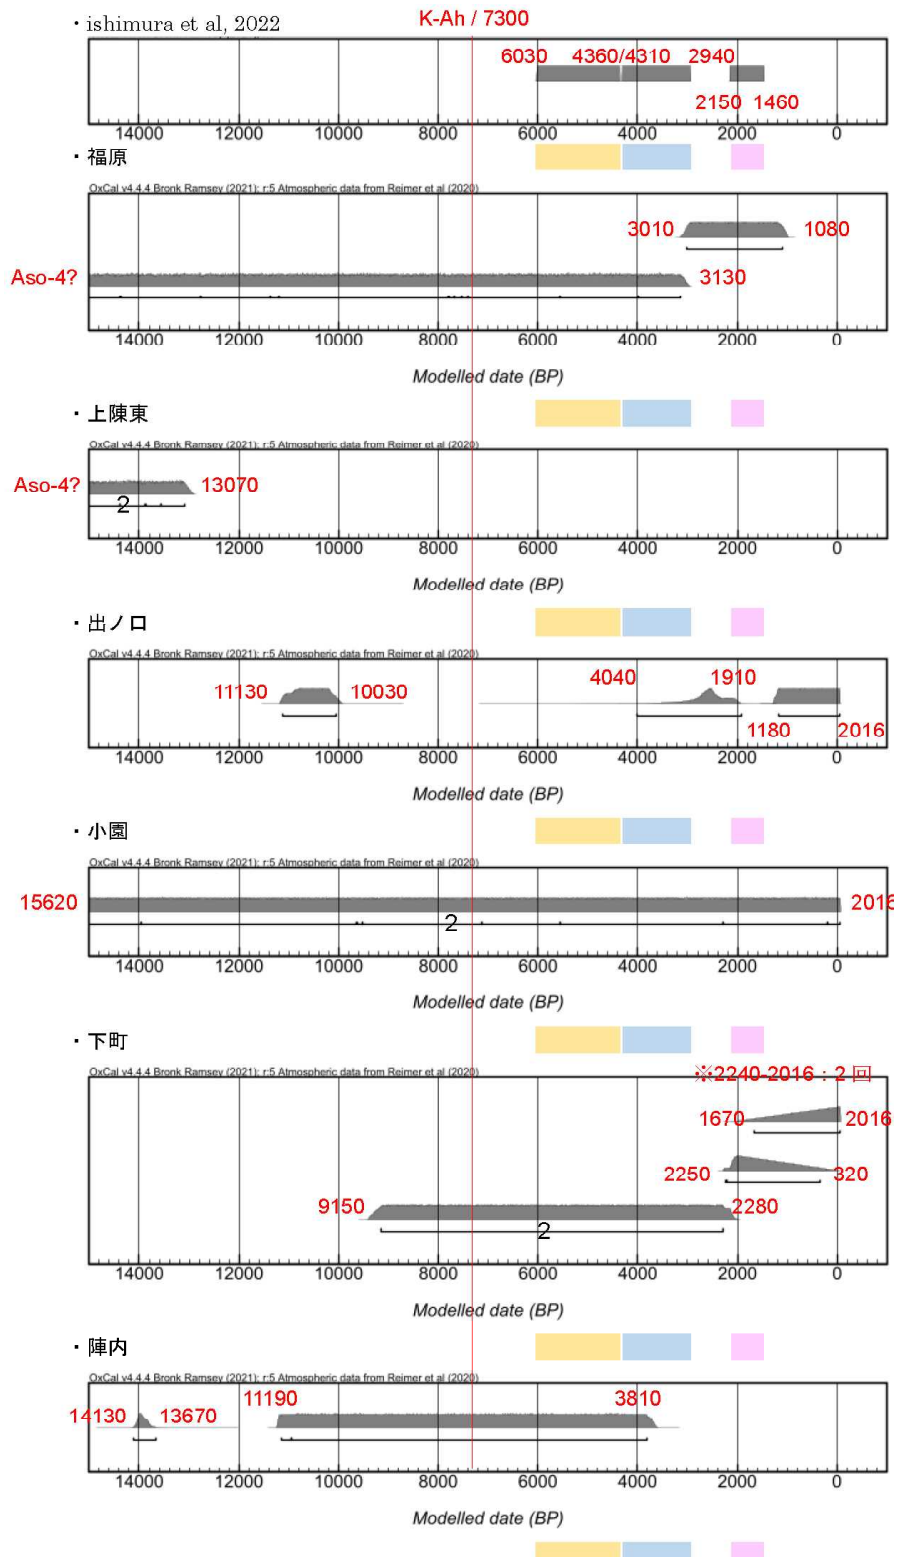 K-Ah / 7300
・ishimura et al, 2022
6030 4360/4310 2940
2150 1460
14000 12000 10000 8000 6000 4000 2000 0
・福原
OxCal v4.4.4 Bronk Ramsey (2021); r:5 Atmospheric data from Reimer et al (2020)
3010 1080
Aso-4? 3130
14000 12000 10000 8000 6000 4000 2000 0
Modelled date (BP)
・上陳東
OxCal v4.4.4 Bronk Ramsey (2021); r:5 Atmospheric data from Reimer et al (2020)
Aso-4? 13070
2
14000 12000 10000 8000 6000 4000 2000 0
Modelled date (BP)
・出ノ口
OxCal v4.4.4 Bronk Ramsey (2021); r:5 Atmospheric data from Reimer et al (2020)
4040 1910
11130 10030
1180 2016
14000 12000 10000 8000 6000 4000 2000 0
Modelled date (BP)
・小園
OxCal v4.4.4 Bronk Ramsey (2021); r:5 Atmospheric data from Reimer et al (2020)
15620 2016
2
14000 12000 10000 8000 6000 4000 2000 0
Modelled date (BP)
・下町
OxCal v4.4.4 Bronk Ramsey (2021); r:5 Atmospheric data from Reimer et al (2020)
※2240-2016：2 回
1670 2016
2250 320
9150 2280
2
14000 12000 10000 8000 6000 4000 2000 0
Modelled date (BP)
・陣内
OxCal v4.4.4 Bronk Ramsey (2021); r:5 Atmospheric data from Reimer et al (2020)
11190 3810
14130 13670
14000 12000 10000 8000 6000 4000 2000 0
Modelled date (BP)